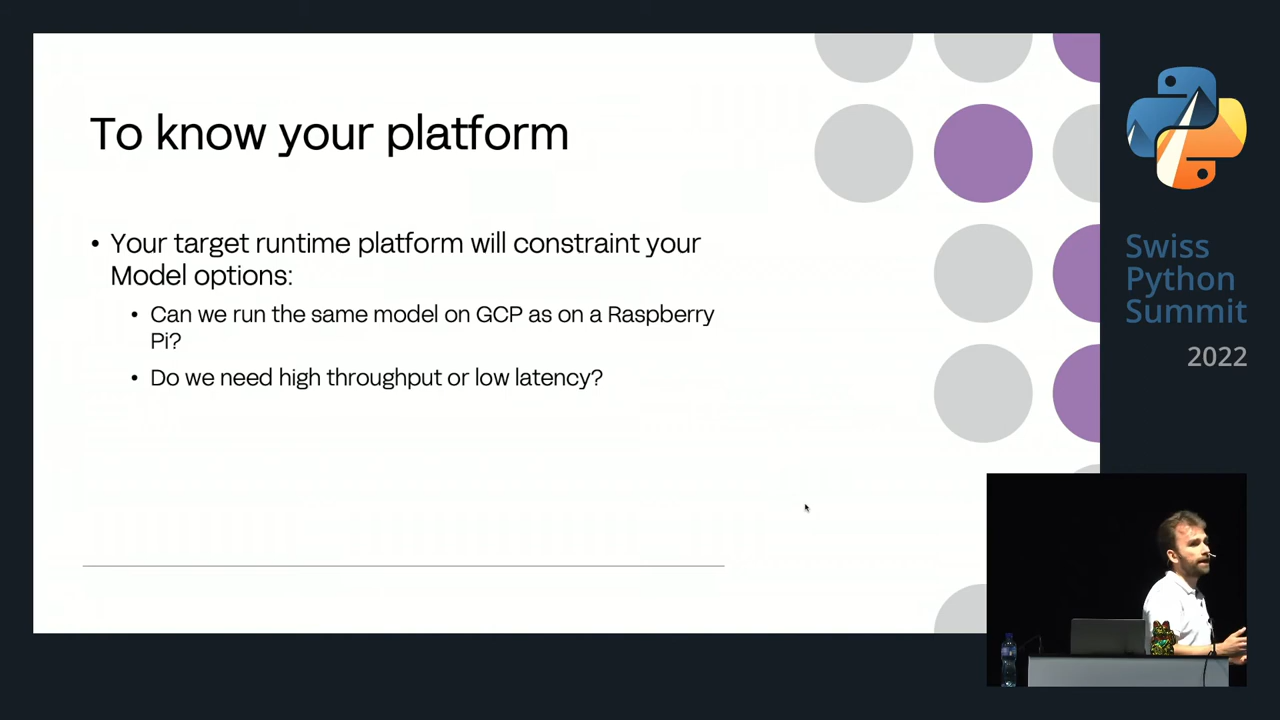 To know your platform
• Your target runtime platform will constraint your
Model options:
• Can we run the same model on GCP as on a Raspberry
Pi?
• Do we need high throughput or low latency?
Swiss
Python
Summit
2022